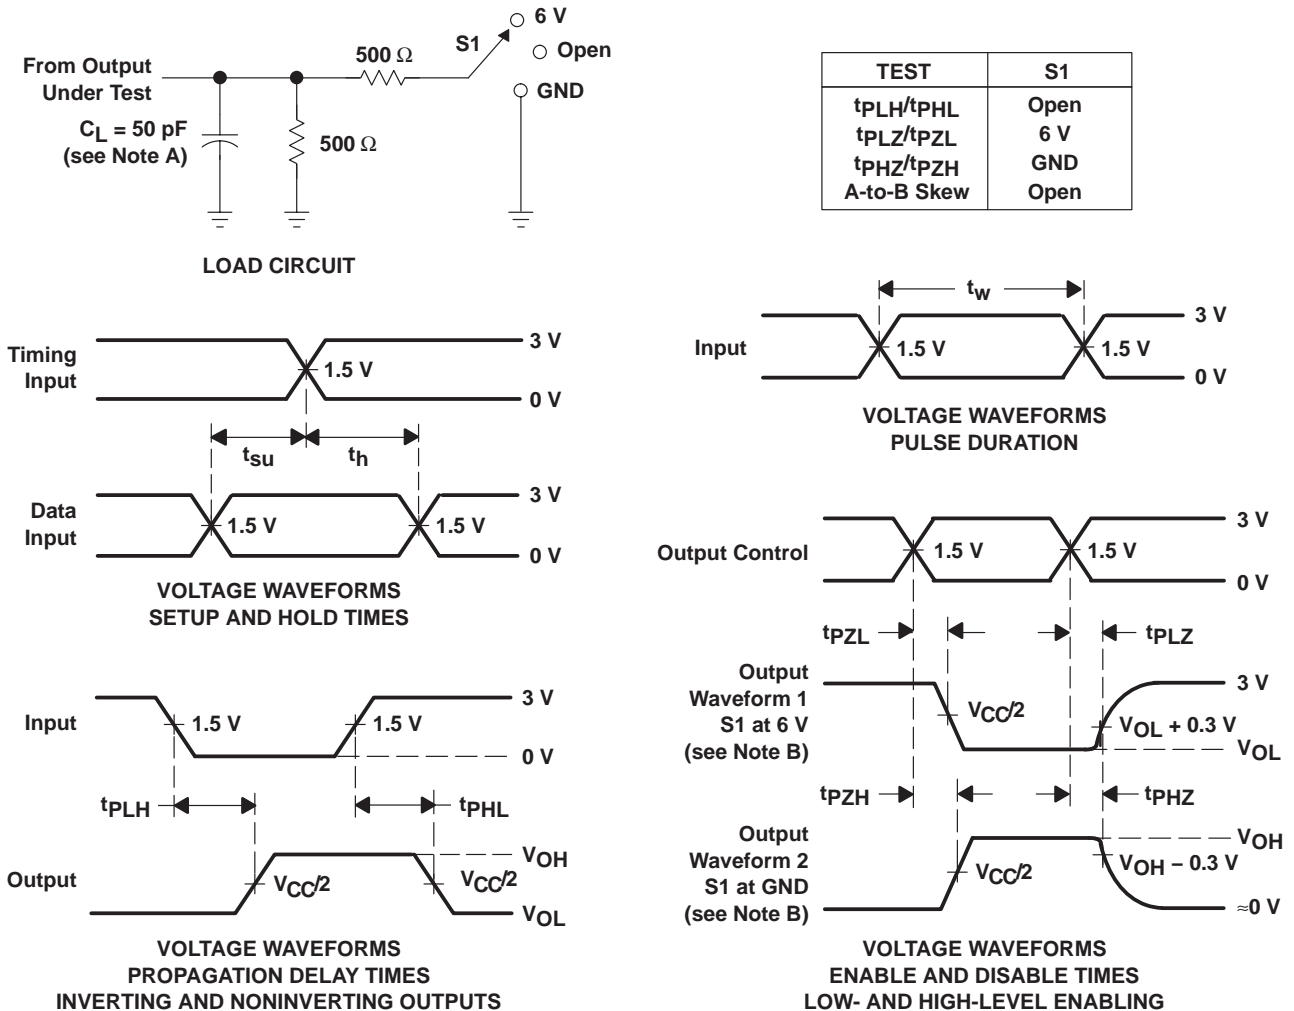 From Output
Under Test
CL = 50 pF
(see Note A)
500 Ω
500 Ω
S1
6 V
Open
GND
LOAD CIRCUIT
TEST S1
tPLH/tPHL Open
tPLZ/tPZL 6 V
tPHZ/tPZH GND
A-to-B Skew Open
Timing
Input
1.5 V
3 V
0 V
tsu
th
Data
Input
1.5 V
1.5 V
3 V
0 V
VOLTAGE WAVEFORMS
SETUP AND HOLD TIMES
tw
Input
1.5 V
1.5 V
3 V
0 V
VOLTAGE WAVEFORMS
PULSE DURATION
Input
1.5 V
1.5 V
3 V
0 V
tPLH
tPHL
Output
VCC/2
VCC/2
VOH
VOL
VOLTAGE WAVEFORMS
PROPAGATION DELAY TIMES
INVERTING AND NONINVERTING OUTPUTS
Output Control
1.5 V
1.5 V
3 V
0 V
tPZL
tPLZ
Output
Waveform 1
S1 at 6 V
(see Note B)
VCC/2
3 V
VOL + 0.3 V
VOL
tPZH
tPHZ
Output
Waveform 2
S1 at GND
(see Note B)
VCC/2
VOH
VOH – 0.3 V
≈0 V
VOLTAGE WAVEFORMS
ENABLE AND DISABLE TIMES
LOW- AND HIGH-LEVEL ENABLING